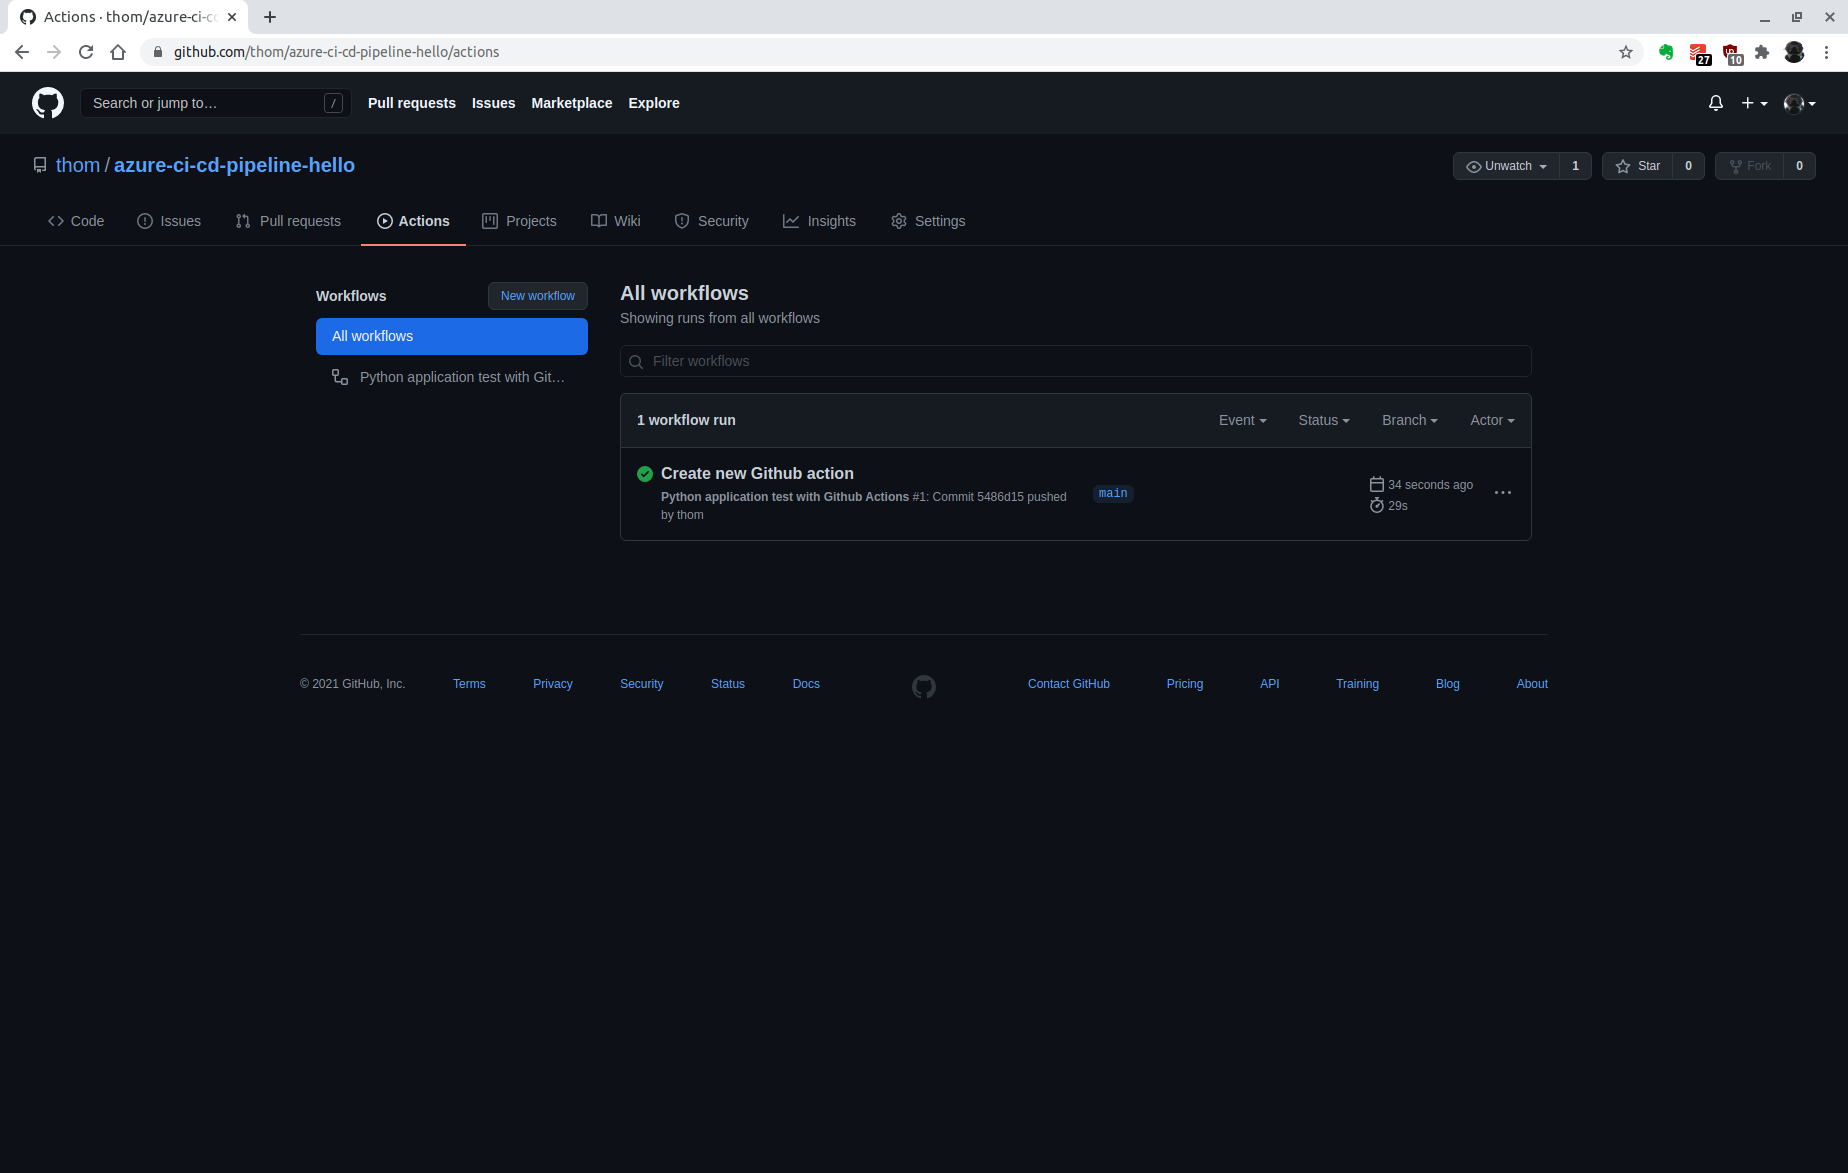 Actions · thom/azure-ci-cd
github.com/thom/azure-ci-cd-pipeline-hello/actions
27
10
Search or jump to… /
Pull requests Issues Marketplace Explore
thom / azure-ci-cd-pipeline-hello
Unwatch 1 Star 0 Fork 0
Code Issues Pull requests Actions Projects Wiki Security Insights Settings
Workflows New workflow
All workflows
Python application test with Git…
All workflows
Showing runs from all workflows
Filter workflows
1 workflow run Event Status Branch Actor
Create new Github action
Python application test with Github Actions #1: Commit 5486d15 pushed
by thom
main
34 seconds ago
29s
© 2021 GitHub, Inc. Terms Privacy Security Status Docs Contact GitHub Pricing API Training Blog About